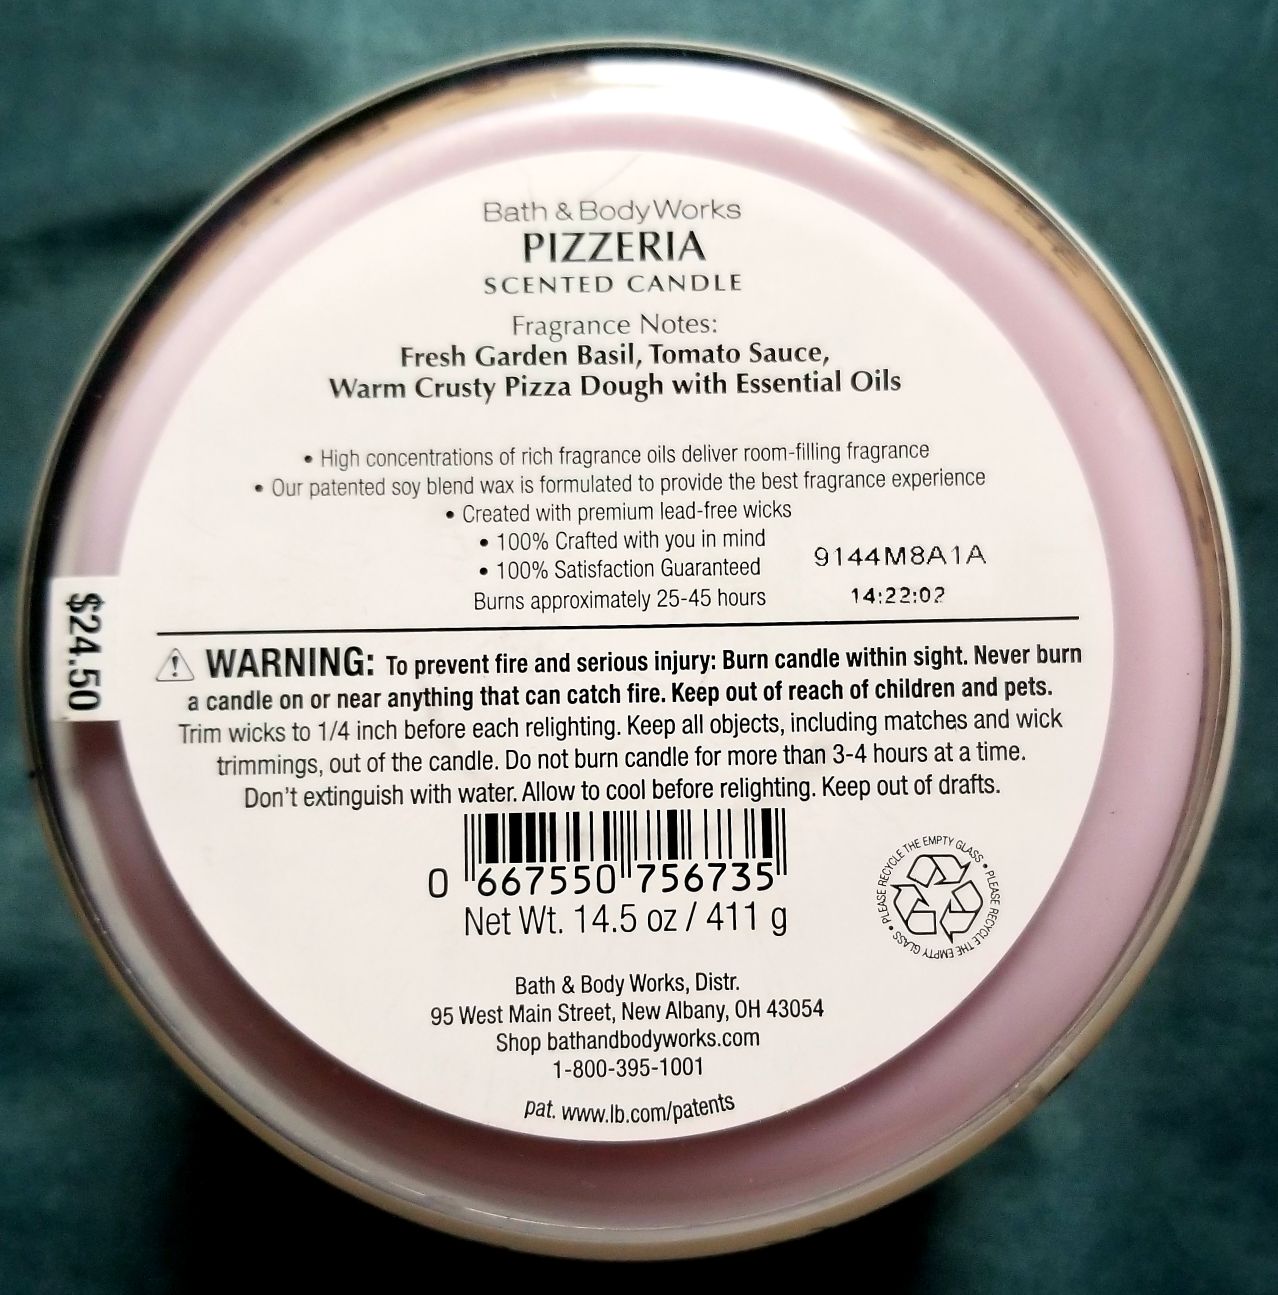 Bath & Body Works
PIZZERIA
SCENTED CANDLE
Fragrance Notes:
Fresh Garden Basil, Tomato Sauce,
Warm Crusty Pizza Dough with Essential Oils
• High concentrations of rich fragrance oils deliver room-filling fragrance
• Our patented soy blend wax is formulated to provide the best fragrance experience
• Created with premium lead-free wicks
• 100% Crafted with you in mind
• 100% Satisfaction Guaranteed
Burns approximately 25-45 hours
9144M8A1A
14:22:02
$24.50
WARNING: To prevent fire and serious injury: Burn candle within sight. Never burn
a candle on or near anything that can catch fire. Keep out of reach of children and pets.
Trim wicks to 1/4 inch before each relighting. Keep all objects, including matches and wick
trimmings, out of the candle. Do not burn candle for more than 3-4 hours at a time.
Don't extinguish with water. Allow to cool before relighting. Keep out of drafts.
0 667550 756735
Net Wt. 14.5 oz / 411 g
PLEASE RECYCLE THE EMPTY GLASS • PLEASE RECYCLE THE EMPTY GLASS •
Bath & Body Works, Distr.
95 West Main Street, New Albany, OH 43054
Shop bathandbodyworks.com
1-800-395-1001
pat. www.lb.com/patents